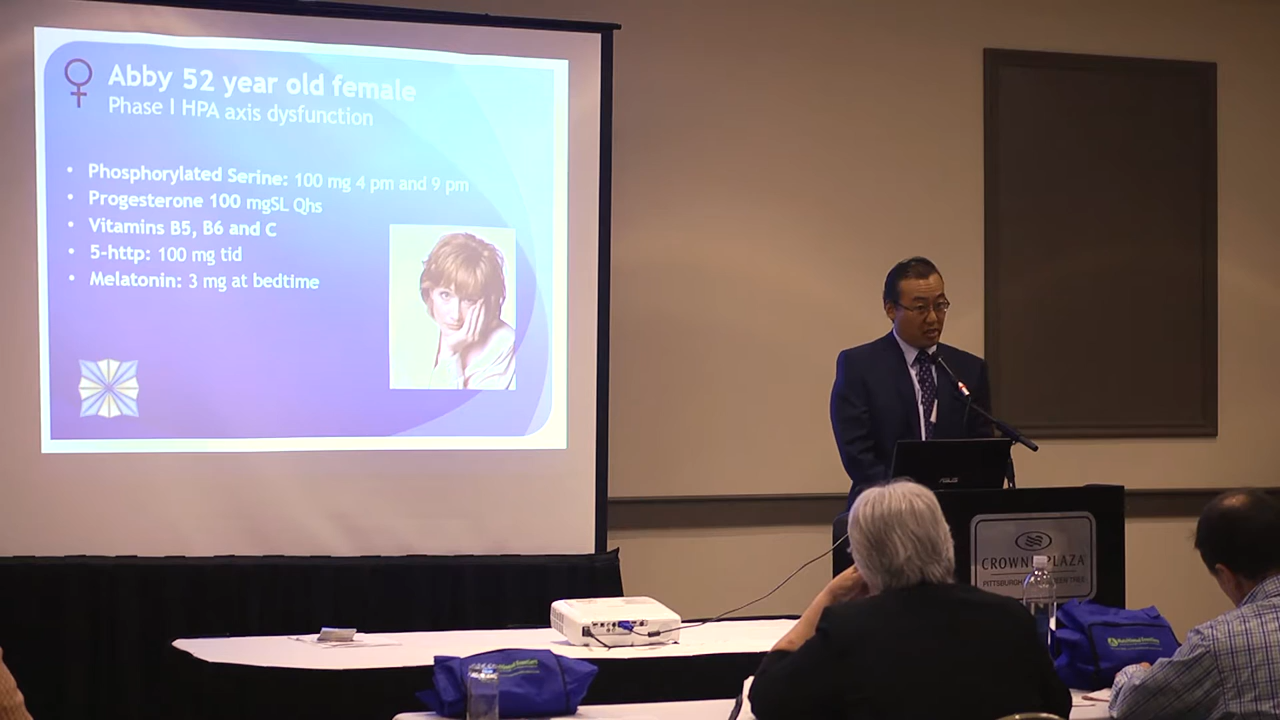 Abby 52 year old female
Phase I HPA axis dysfunction
• Phosphorylated Serine: 100 mg 4 pm and 9 pm
• Progesterone 100 mgSL Qhs
• Vitamins B5, B6 and C
• 5-http: 100 mg tid
• Melatonin: 3 mg at bedtime
ASUS
CROWNE PLAZA
PITTSBURGH
GREEN TREE